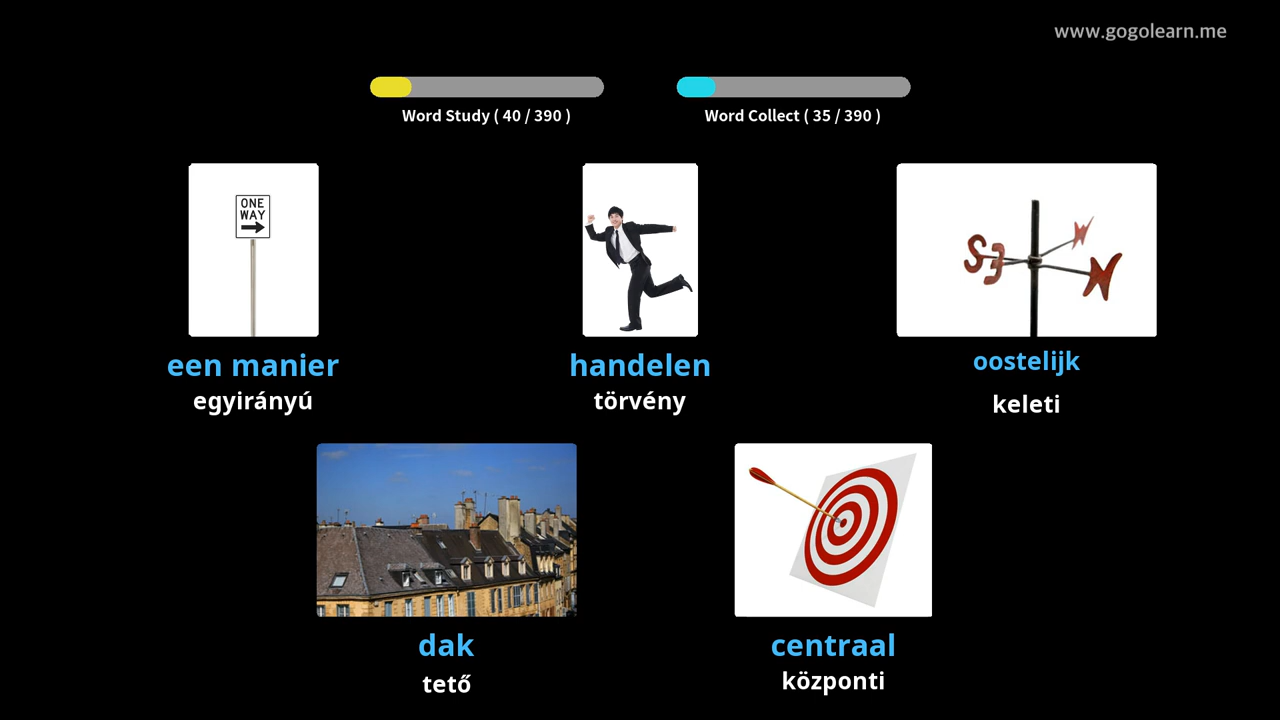 www.gogolearn.me
Word Study ( 40 / 390 )
Word Collect ( 35 / 390 )
ONE
WAY
S
E
N
een manier
egyirányú
handelen
törvény
oostelijk
keleti
dak
tető
centraal
központi